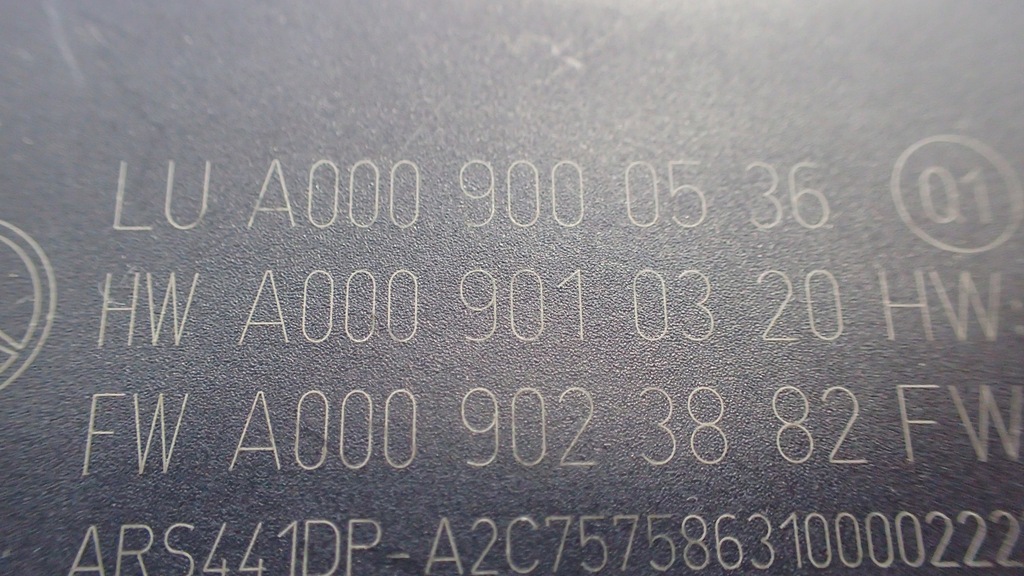 LU A000 900 05 36 Q1
HW A000 901 03 20 HW
FW A000 902 38 82 FW
ARS441DP-A2C757586310000222